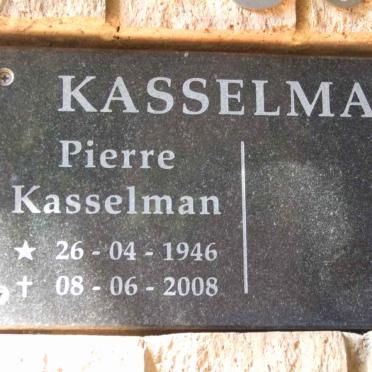 KASSELMA
Pierre
Kasselman
★ 26 - 04 - 1946
✝ 08 - 06 - 2008